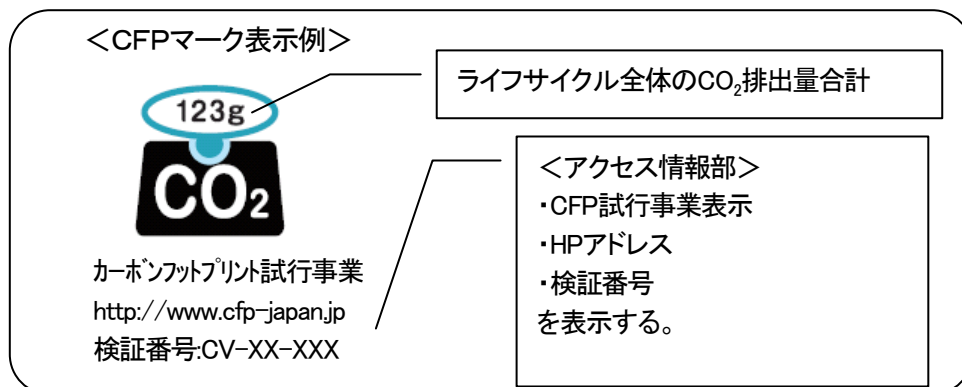 ＜CFPマーク表示例＞
123g
CO₂
カーボンフットプリント試行事業
http://www.cfp-japan.jp
検証番号:CV-XX-XXX
ライフサイクル全体のCO₂排出量合計
＜アクセス情報部＞
・CFP試行事業表示
・HPアドレス
・検証番号
を表示する。